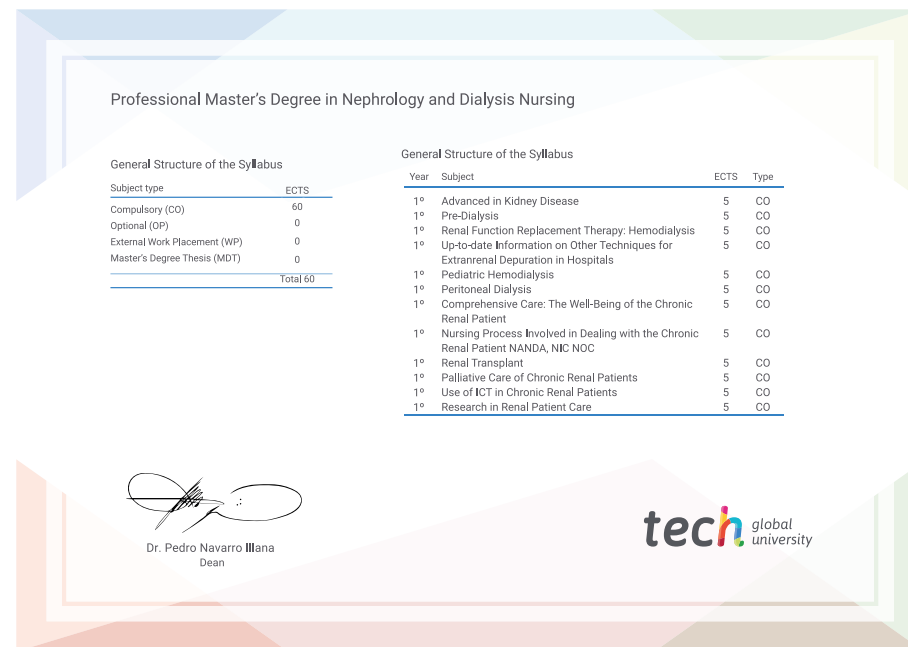 Professional Master's Degree in Nephrology and Dialysis Nursing
General Structure of the Syllabus
Subject type ECTS
Compulsory (CO) 60
Optional (OP) 0
External Work Placement (WP) 0
Master's Degree Thesis (MDT) 0
Total 60
General Structure of the Syllabus
Year Subject ECTS Type
1º Advanced in Kidney Disease 5 CO
1º Pre-Dialysis 5 CO
1º Renal Function Replacement Therapy: Hemodialysis 5 CO
1º Up-to-date Information on Other Techniques for 5 CO
Extranrenal Depuration in Hospitals
1º Pediatric Hemodialysis 5 CO
1º Peritoneal Dialysis 5 CO
1º Comprehensive Care: The Well-Being of the Chronic 5 CO
Renal Patient
1º Nursing Process Involved in Dealing with the Chronic 5 CO
Renal Patient NANDA, NIC NOC
1º Renal Transplant 5 CO
1º Palliative Care of Chronic Renal Patients 5 CO
1º Use of ICT in Chronic Renal Patients 5 CO
1º Research in Renal Patient Care 5 CO
Dr. Pedro Navarro Illana
Dean
tech global
university